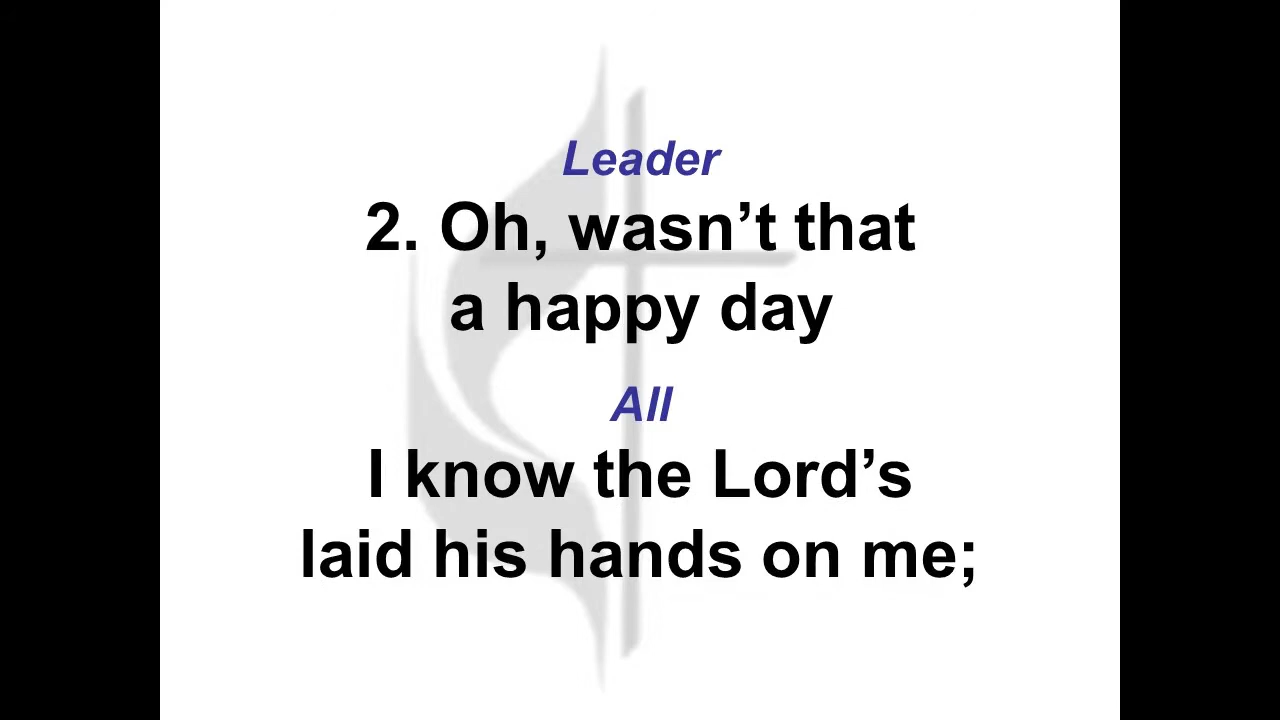 Leader
2. Oh, wasn’t that
a happy day
All
I know the Lord’s
laid his hands on me;